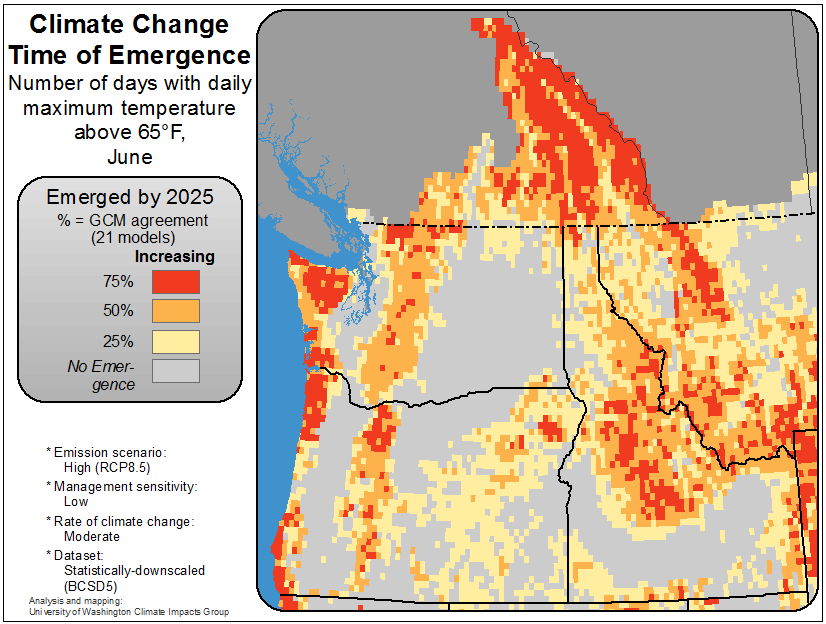 Climate Change
Time of Emergence
Number of days with daily
maximum temperature
above 65°F,
June
Emerged by 2025
% = GCM agreement
(21 models)
Increasing
75%
50%
25%
No Emer-
gence
* Emission scenario:
High (RCP8.5)
* Management sensitivity:
Low
* Rate of climate change:
Moderate
* Dataset:
Statistically-downscaled
(BCSD5)
Analysis and mapping:
University of Washington Climate Impacts Group